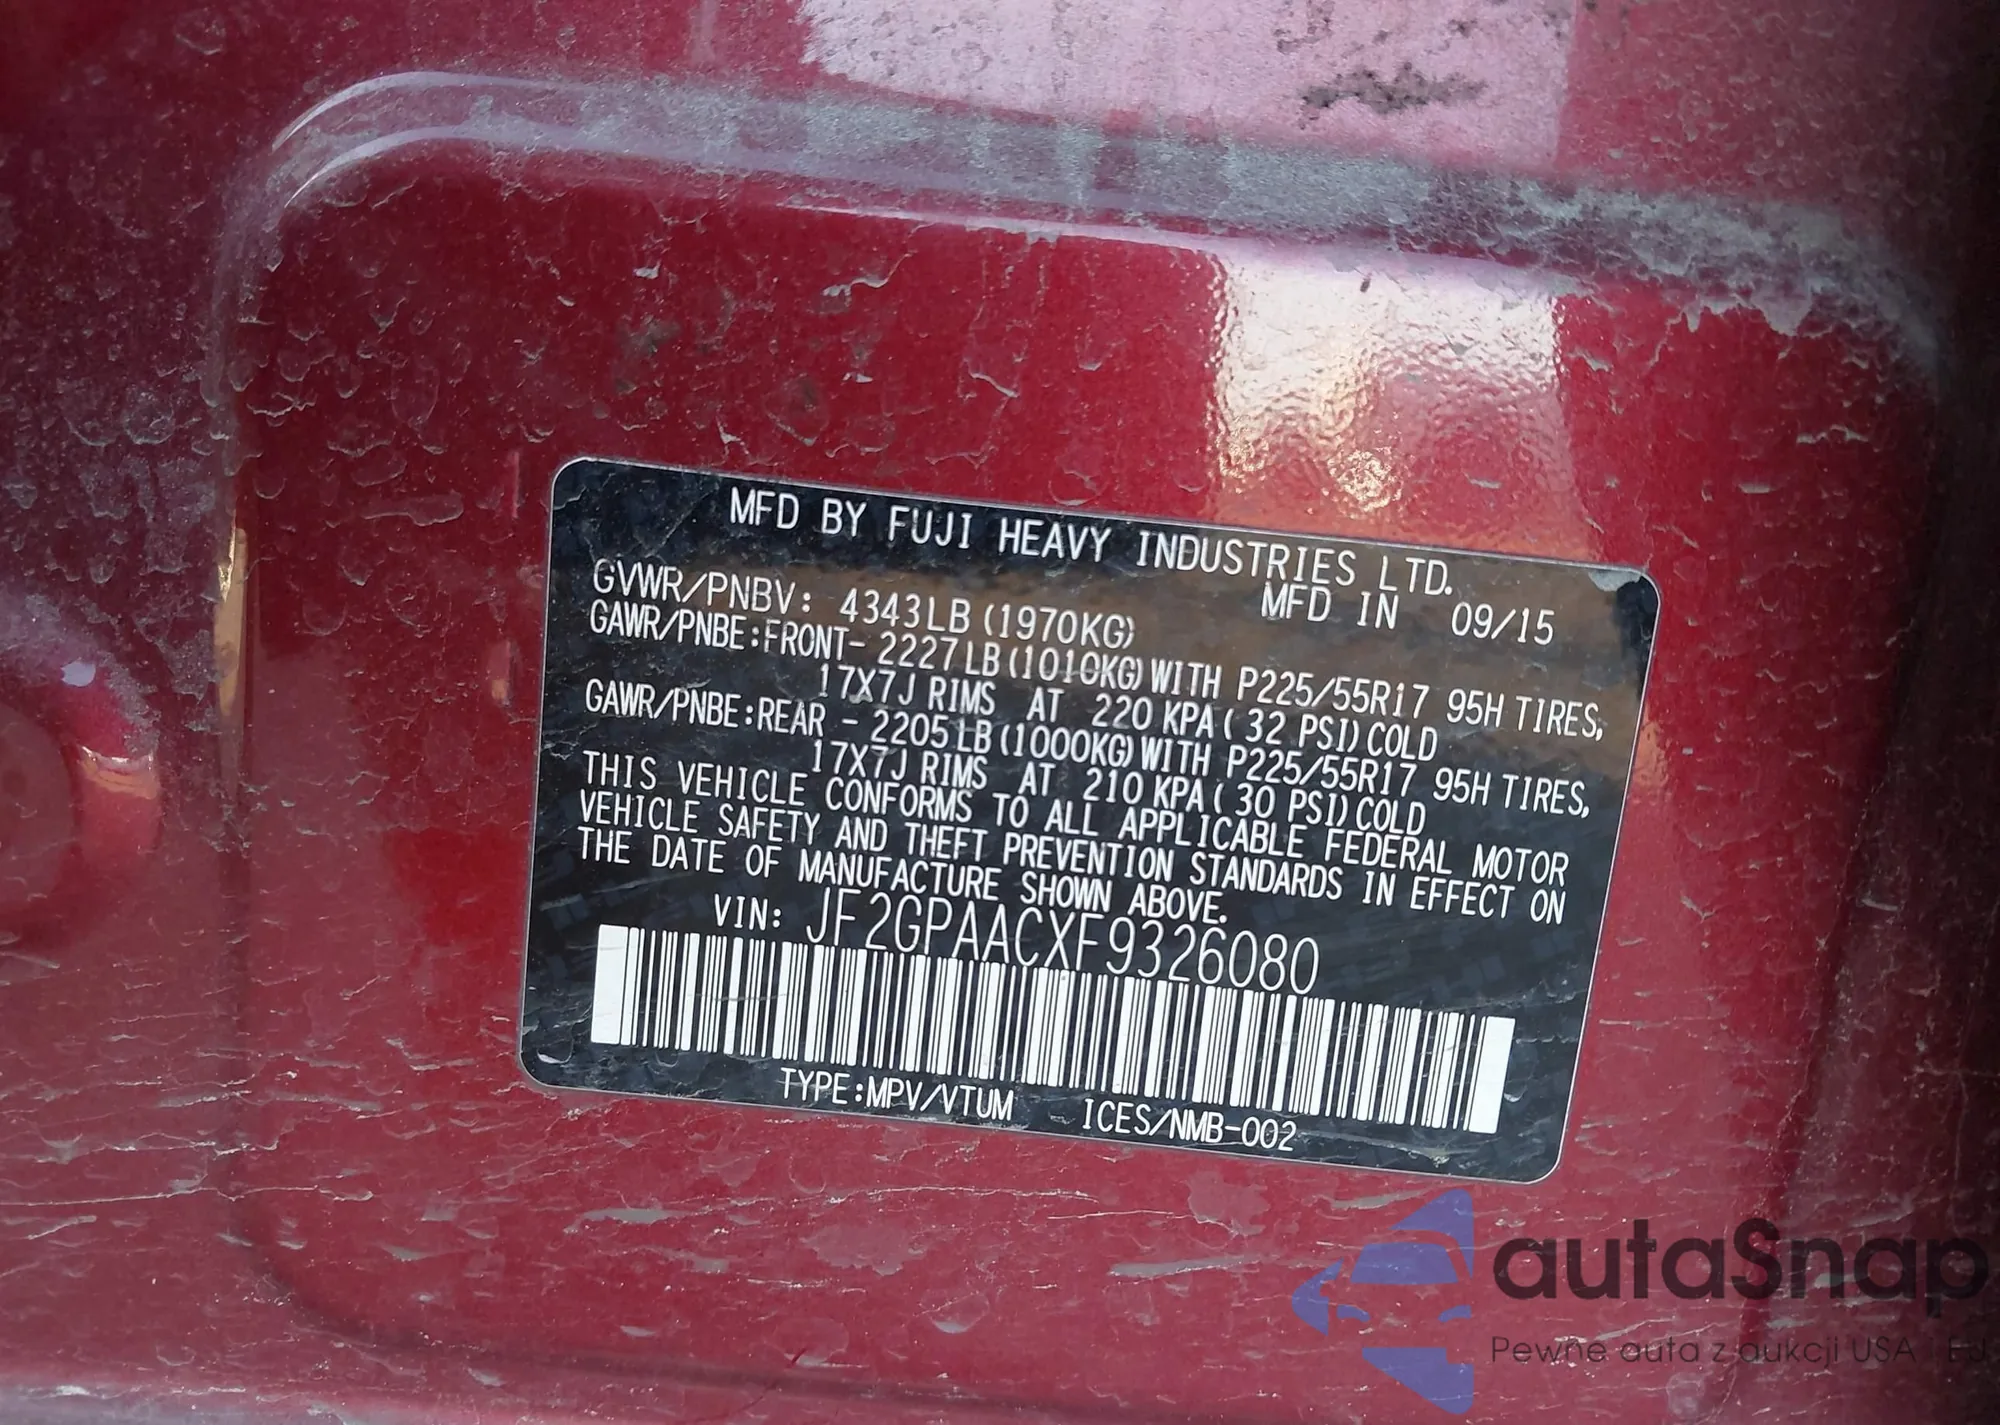 MFD BY FUJI HEAVY INDUSTRIES LTD.
MFD IN 09/15
GVWR/PNBV: 4343LB (1970KG)
GAWR/PNBE:FRONT- 2227LB (1010KG) WITH P225/55R17 95H TIRES,
17X7J RIMS AT 220 KPA ( 32 PSI) COLD
GAWR/PNBE:REAR - 2205LB (1000KG) WITH P225/55R17 95H TIRES,
17X7J RIMS AT 210 KPA ( 30 PSI) COLD
THIS VEHICLE CONFORMS TO ALL APPLICABLE FEDERAL MOTOR
VEHICLE SAFETY AND THEFT PREVENTION STANDARDS IN EFFECT ON
THE DATE OF MANUFACTURE SHOWN ABOVE.
VIN: JF2GPAACXF9326080
TYPE:MPV/VTUM ICES/NMB-002
autaSnap
Pewne auta z aukcji USA i EU